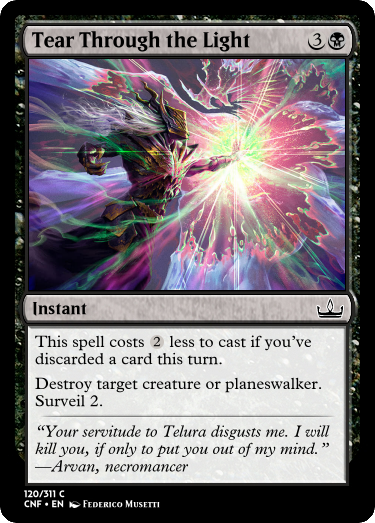 Tear Through the Light 3
Instant
This spell costs 2 less to cast if you've
discarded a card this turn.
Destroy target creature or planeswalker.
Surveil 2.
“Your servitude to Telura disgusts me. I will
kill you, if only to put you out of my mind.”
—Arvan, necromancer
120/311 C
CNF • EN Federico Musetti